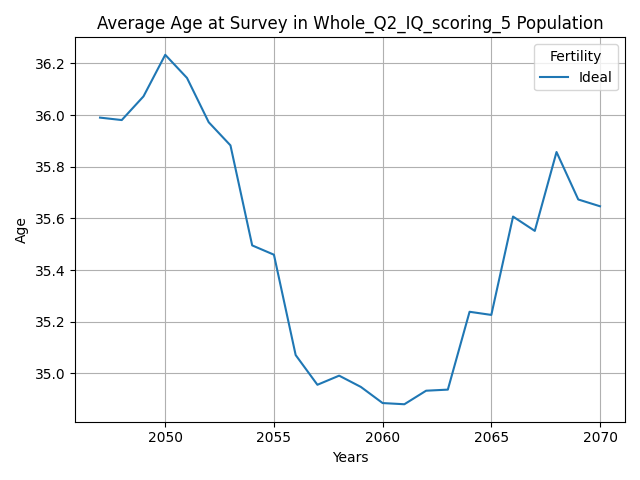 Average Age at Survey in Whole_Q2_IQ_scoring_5 Population
Fertility
Ideal
36.2
36.0
35.8
35.6
35.4
35.2
35.0
Age
2050 2055 2060 2065 2070
Years